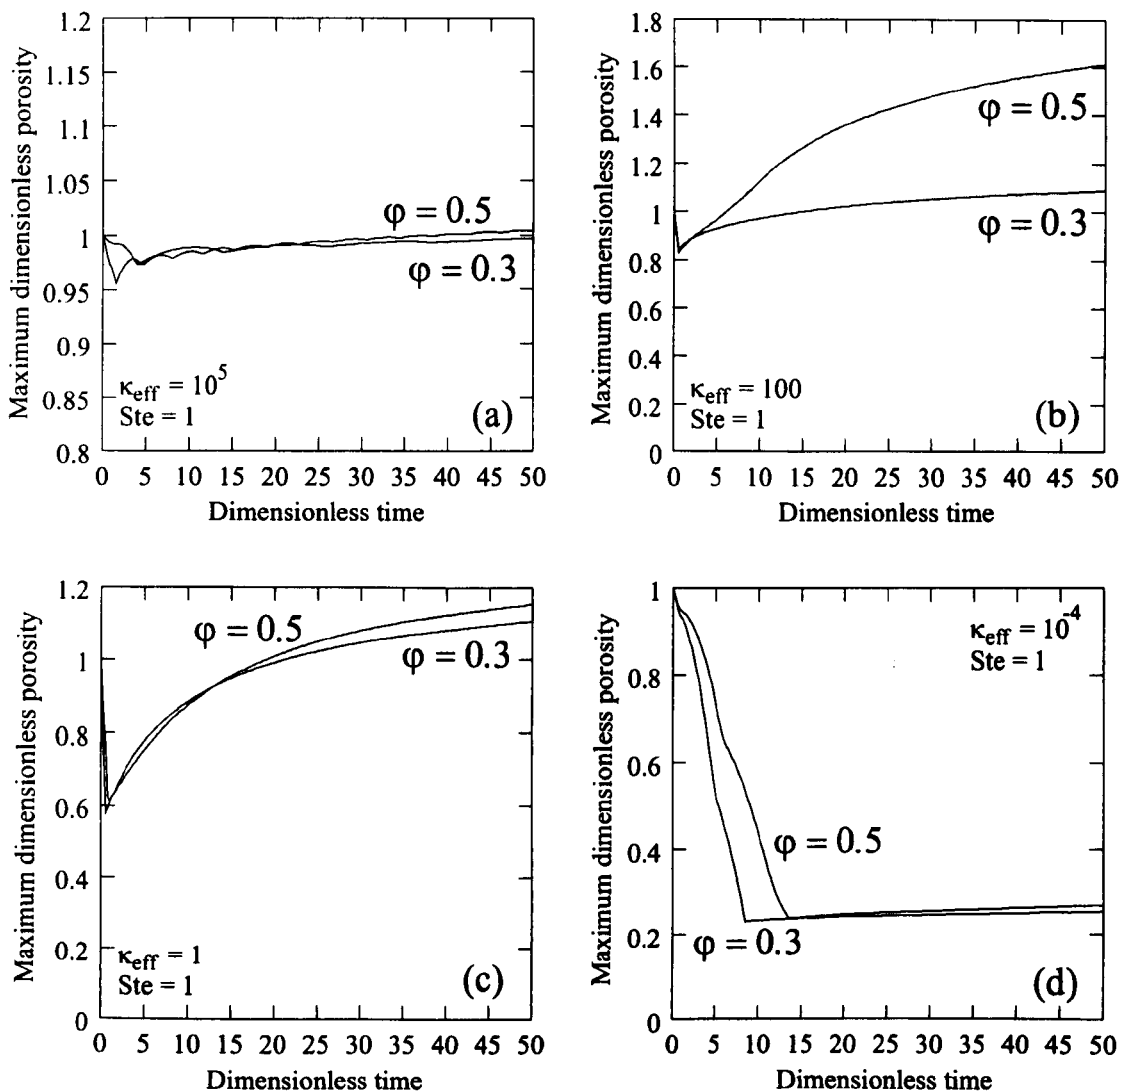 Maximum dimensionless porosity
1.2
1.15
1.1
1.05
1
0.95
0.9
0.85
0.8
φ = 0.5
φ = 0.3
κeff = 10^5
Ste = 1
(a)
0 5 10 15 20 25 30 35 40 45 50
Dimensionless time
Maximum dimensionless porosity
1.8
1.6
1.4
1.2
1
0.8
0.6
0.4
0.2
0
φ = 0.5
φ = 0.3
κeff = 100
Ste = 1
(b)
0 5 10 15 20 25 30 35 40 45 50
Dimensionless time
Maximum dimensionless porosity
1.2
1
0.8
0.6
0.4
0.2
0
φ = 0.5
φ = 0.3
κeff = 1
Ste = 1
(c)
0 5 10 15 20 25 30 35 40 45 50
Dimensionless time
Maximum dimensionless porosity
1
0.8
0.6
0.4
0.2
0
κeff = 10^-4
Ste = 1
φ = 0.5
φ = 0.3
(d)
0 5 10 15 20 25 30 35 40 45 50
Dimensionless time